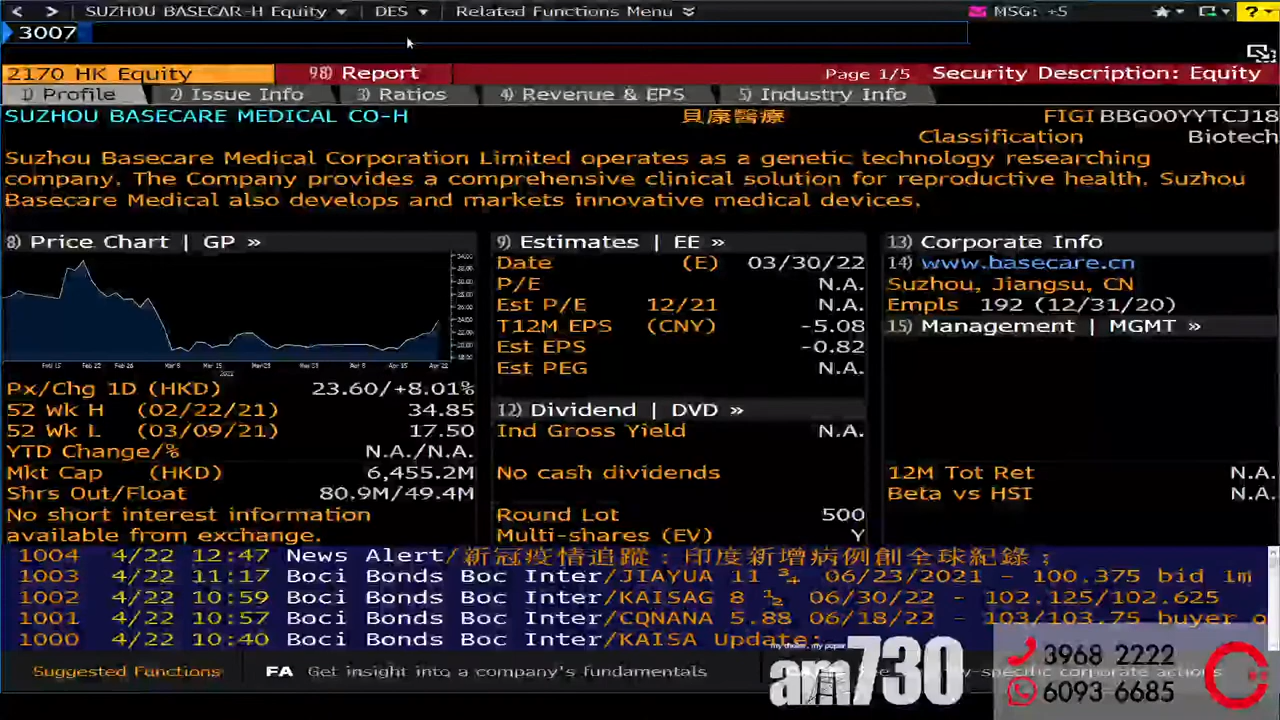 < > SUZHOU BASECAR-H Equity DES Related Functions Menu MSG: +5 ?
3007
2170 HK Equity 98) Report Page 1/5 Security Description: Equity
1) Profile 2) Issue Info 3) Ratios 4) Revenue & EPS 5) Industry Info
SUZHOU BASECARE MEDICAL CO-H 貝康醫療 FIGI BBG00YYTCJ18
Classification Biotech
Suzhou Basecare Medical Corporation Limited operates as a genetic technology researching
company. The Company provides a comprehensive clinical solution for reproductive health. Suzhou
Basecare Medical also develops and markets innovative medical devices.
8) Price Chart | GP »
Px/Chg 1D (HKD) 23.60/+8.01%
52 Wk H (02/22/21) 34.85
52 Wk L (03/09/21) 17.50
YTD Change/% N.A./N.A.
Mkt Cap (HKD) 6,455.2M
Shrs Out/Float 80.9M/49.4M
No short interest information
available from exchange.
9) Estimates | EE »
Date (E) 03/30/22
P/E N.A.
Est P/E 12/21 N.A.
T12M EPS (CNY) -5.08
Est EPS -0.82
Est PEG N.A.
12) Dividend | DVD »
Ind Gross Yield N.A.
No cash dividends
Round Lot 500
Multi-shares (EV) Y
13) Corporate Info
14) www.basecare.cn
Suzhou, Jiangsu, CN
Empls 192 (12/31/20)
15) Management | MGMT »
12M Tot Ret N.A.
Beta vs HSI N.A.
1004 4/22 12:47 News Alert/新冠疫情追蹤：印度新增病例創全球紀錄；
1003 4/22 11:17 Boci Bonds Boc Inter/JIAYUA 11 ¾ 06/23/2021 - 100.375 bid 1m
1002 4/22 10:59 Boci Bonds Boc Inter/KAISAG 8 ½ 06/30/22 - 102.125/102.625
1001 4/22 10:57 Boci Bonds Boc Inter/CQNANA 5.88 06/18/22 - 103/103.75 buyer o
1000 4/22 10:40 Boci Bonds Boc Inter/KAISA Update:
Suggested Functions FA Get insight into a company's fundamentals
-specific corporate actions
my dream, my paper
am730
3968 2222
6093 6685